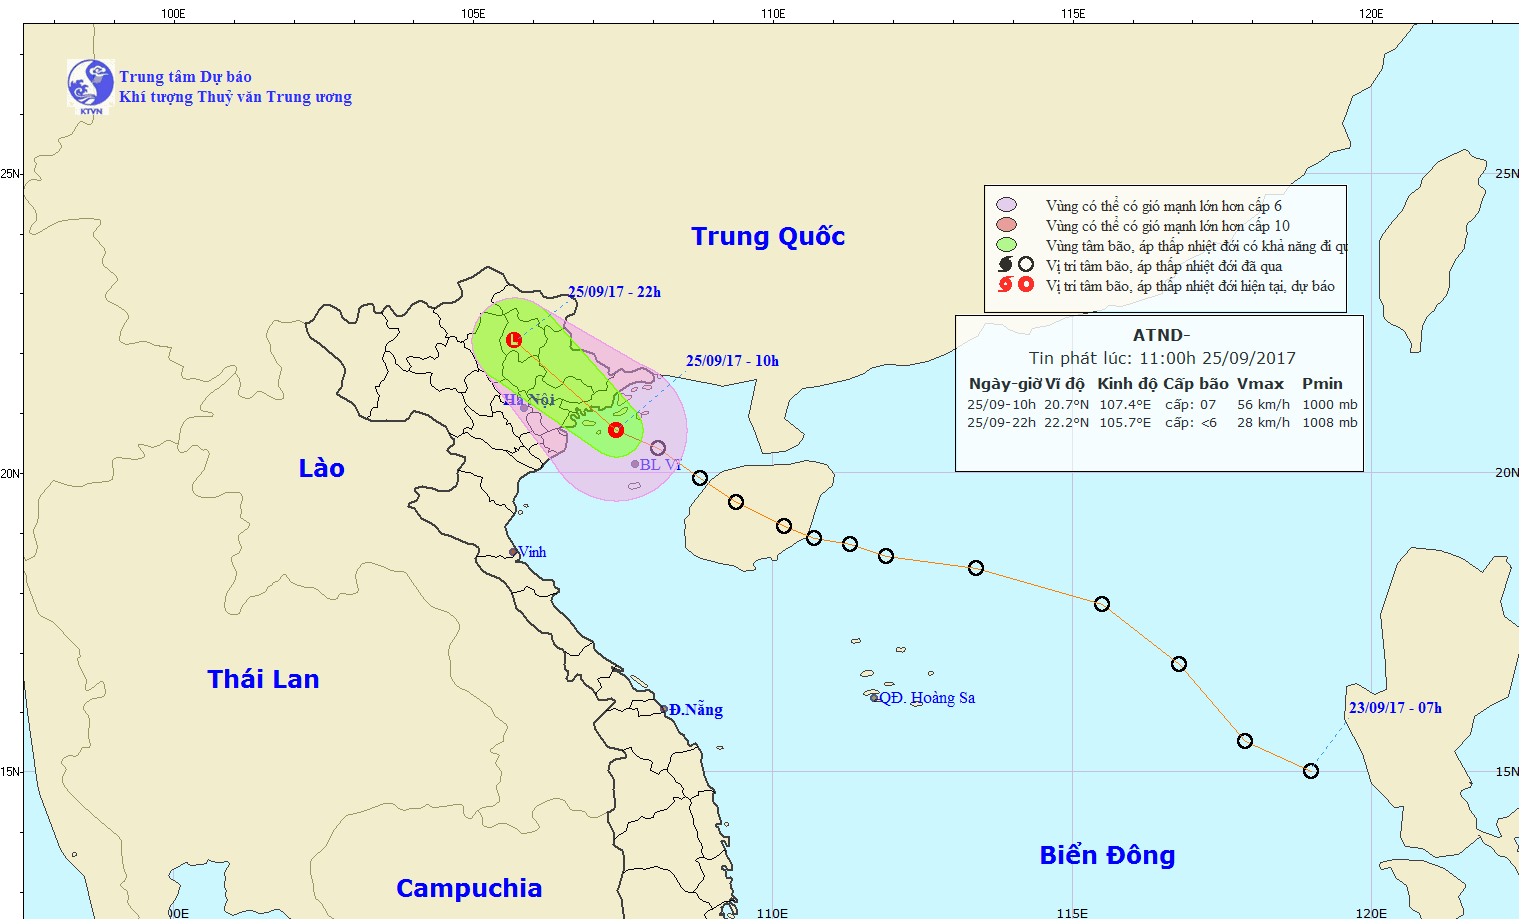 100E 105E 110E 115E 120E
Trung tâm Dự báo
Khí tượng Thuỷ văn Trung ương
KTVN
25N 25N
Vùng có thể có gió mạnh lớn hơn cấp 6
Vùng có thể có gió mạnh lớn hơn cấp 10
Vùng tâm bão, áp thấp nhiệt đới có khả năng đi qu
Vị trí tâm bão, áp thấp nhiệt đới đã qua
Vị trí tâm bão, áp thấp nhiệt đới hiện tại, dự báo
Trung Quốc
25/09/17 - 22h
ATND-
Tin phát lúc: 11:00h 25/09/2017
Ngày-giờ Vĩ độ Kinh độ Cấp bão Vmax Pmin
25/09-10h 20.7°N 107.4°E cấp: 07 56 km/h 1000 mb
25/09-22h 22.2°N 105.7°E cấp: <6 28 km/h 1008 mb
L
25/09/17 - 10h
Hà Nội
BL Vĩ
Lào
20N 20N
Vinh
Thái Lan
QĐ. Hoàng Sa
Đ.Nẵng
23/09/17 - 07h
15N 15N
Biển Đông
Campuchia
00E 110E 115E 120E